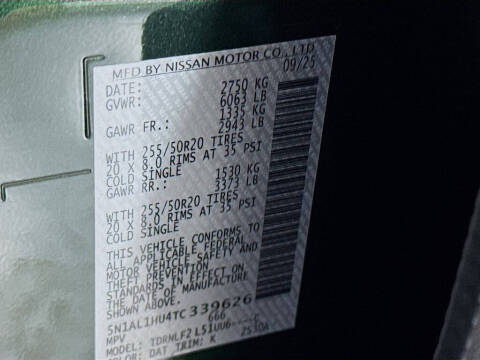 MFD BY NISSAN MOTOR CO., LTD.
DATE: 09/25
GVWR: 2750 KG
6063 LB
GAWR FR.: 1335 KG
2943 LB
WITH 255/50R20 TIRES
20 X 8.0 RIMS AT 35 PSI
COLD SINGLE
GAWR RR.: 1530 KG
3373 LB
WITH 255/50R20 TIRES
20 X 8.0 RIMS AT 35 PSI
COLD SINGLE
THIS VEHICLE CONFORMS TO
ALL APPLICABLE FEDERAL
MOTOR VEHICLE SAFETY AND
THEFT PREVENTION
STANDARDS IN EFFECT ON
THE DATE OF MANUFACTURE
SHOWN ABOVE.
5N1AL1HU4TC339626
MPV 666
TDRNLF2L51UU6----C
DAT TRIM: K 2530A